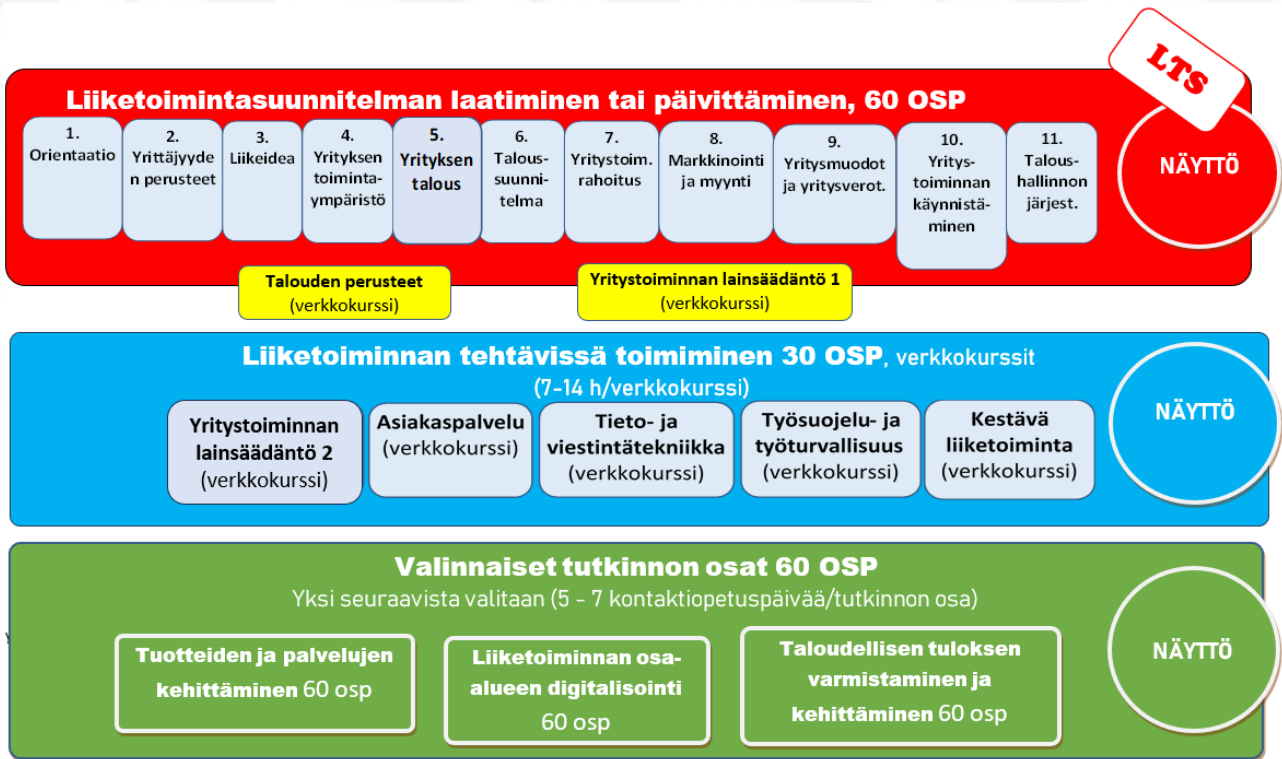 LTS
Liiketoimintasuunnitelman laatiminen tai päivittäminen, 60 OSP
1.
Orientaatio
2.
Yrittäjyyde
n perusteet
3.
Liikeidea
4.
Yrityksen
toiminta-
ympäristö
5.
Yrityksen
talous
6.
Talous-
suunni-
telma
7.
Yritystoim.
rahoitus
8.
Markkinointi
ja myynti
9.
Yritysmuodot
ja yritysverot.
10.
Yritys-
toiminnan
käynnistä-
minen
11.
Talous-
hallinnon
järjest.
NÄYTTÖ
Talouden perusteet
(verkkokurssi)
Yritystoiminnan lainsäädäntö 1
(verkkokurssi)
Liiketoiminnan tehtävissä toimiminen 30 OSP, verkkokurssit
(7-14 h/verkkokurssi)
Yritystoiminnan
lainsäädäntö 2
(verkkokurssi)
Asiakaspalvelu
(verkkokurssi)
Tieto- ja
viestintätekniikka
(verkkokurssi)
Työsuojelu- ja
työturvallisuus
(verkkokurssi)
Kestävä
liiketoiminta
(verkkokurssi)
NÄYTTÖ
Valinnaiset tutkinnon osat 60 OSP
Yksi seuraavista valitaan (5 - 7 kontaktiopetuspäivää/tutkinnon osa)
Tuotteiden ja palvelujen
kehittäminen 60 osp
Liiketoiminnan osa-
alueen digitalisointi
60 osp
Taloudellisen tuloksen
varmistaminen ja
kehittäminen 60 osp
NÄYTTÖ